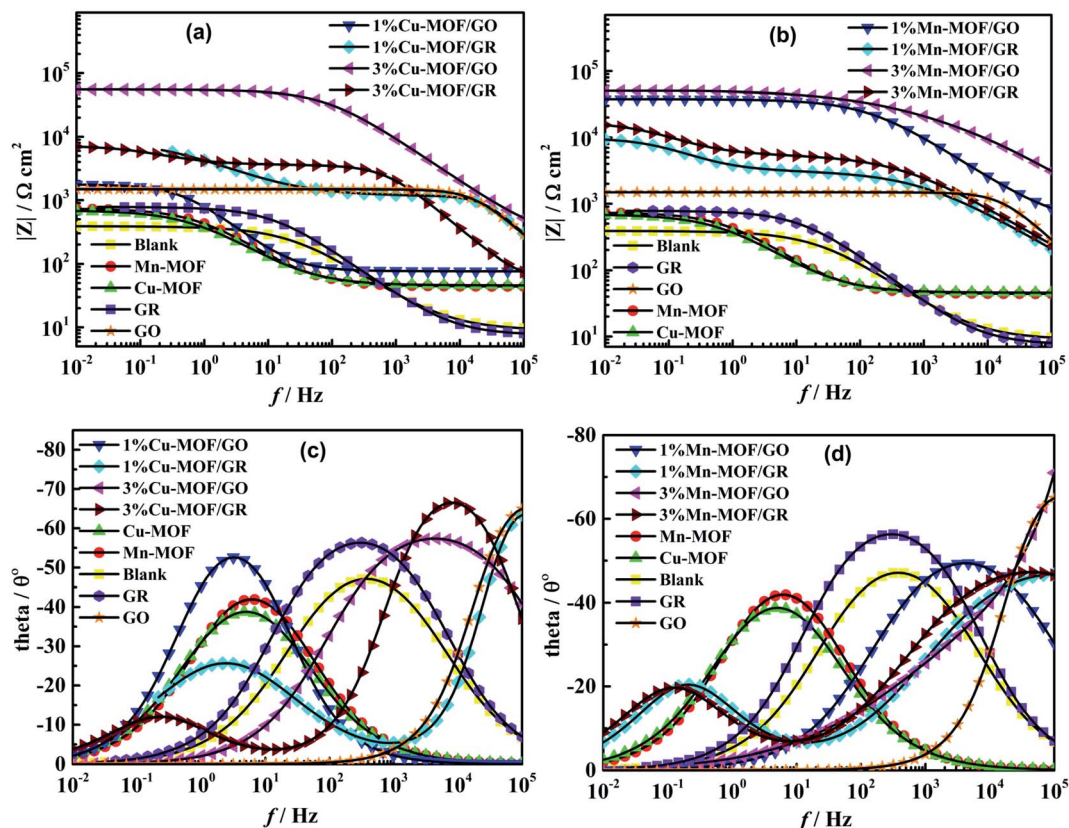 (a)
1%Cu-MOF/GO
1%Cu-MOF/GR
3%Cu-MOF/GO
3%Cu-MOF/GR
|Z| / Ω cm²
10⁵
10⁴
10³
10²
10¹
Blank
Mn-MOF
Cu-MOF
GR
GO
10⁻² 10⁻¹ 10⁰ 10¹ 10² 10³ 10⁴ 10⁵
f / Hz
(b)
1%Mn-MOF/GO
1%Mn-MOF/GR
3%Mn-MOF/GO
3%Mn-MOF/GR
|Z| / Ω cm²
10⁵
10⁴
10³
10²
10¹
Blank
GR
GO
Mn-MOF
Cu-MOF
10⁻² 10⁻¹ 10⁰ 10¹ 10² 10³ 10⁴ 10⁵
f / Hz
(c)
1%Cu-MOF/GO
1%Cu-MOF/GR
3%Cu-MOF/GO
3%Cu-MOF/GR
Cu-MOF
Mn-MOF
Blank
GR
GO
theta / θ°
-80
-70
-60
-50
-40
-30
-20
-10
0
10⁻² 10⁻¹ 10⁰ 10¹ 10² 10³ 10⁴ 10⁵
f / Hz
(d)
1%Mn-MOF/GO
1%Mn-MOF/GR
3%Mn-MOF/GO
3%Mn-MOF/GR
Mn-MOF
Cu-MOF
Blank
GR
GO
theta / θ°
-80
-60
-40
-20
0
10⁻² 10⁻¹ 10⁰ 10¹ 10² 10³ 10⁴ 10⁵
f / Hz